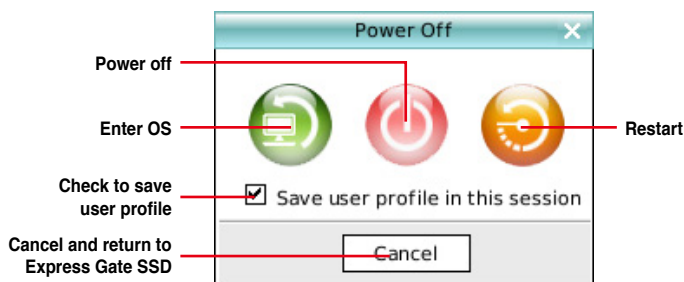 Power Off
Power off
Enter OS
Restart
Check to save
user profile
Save user profile in this session
Cancel and return to
Express Gate SSD
Cancel